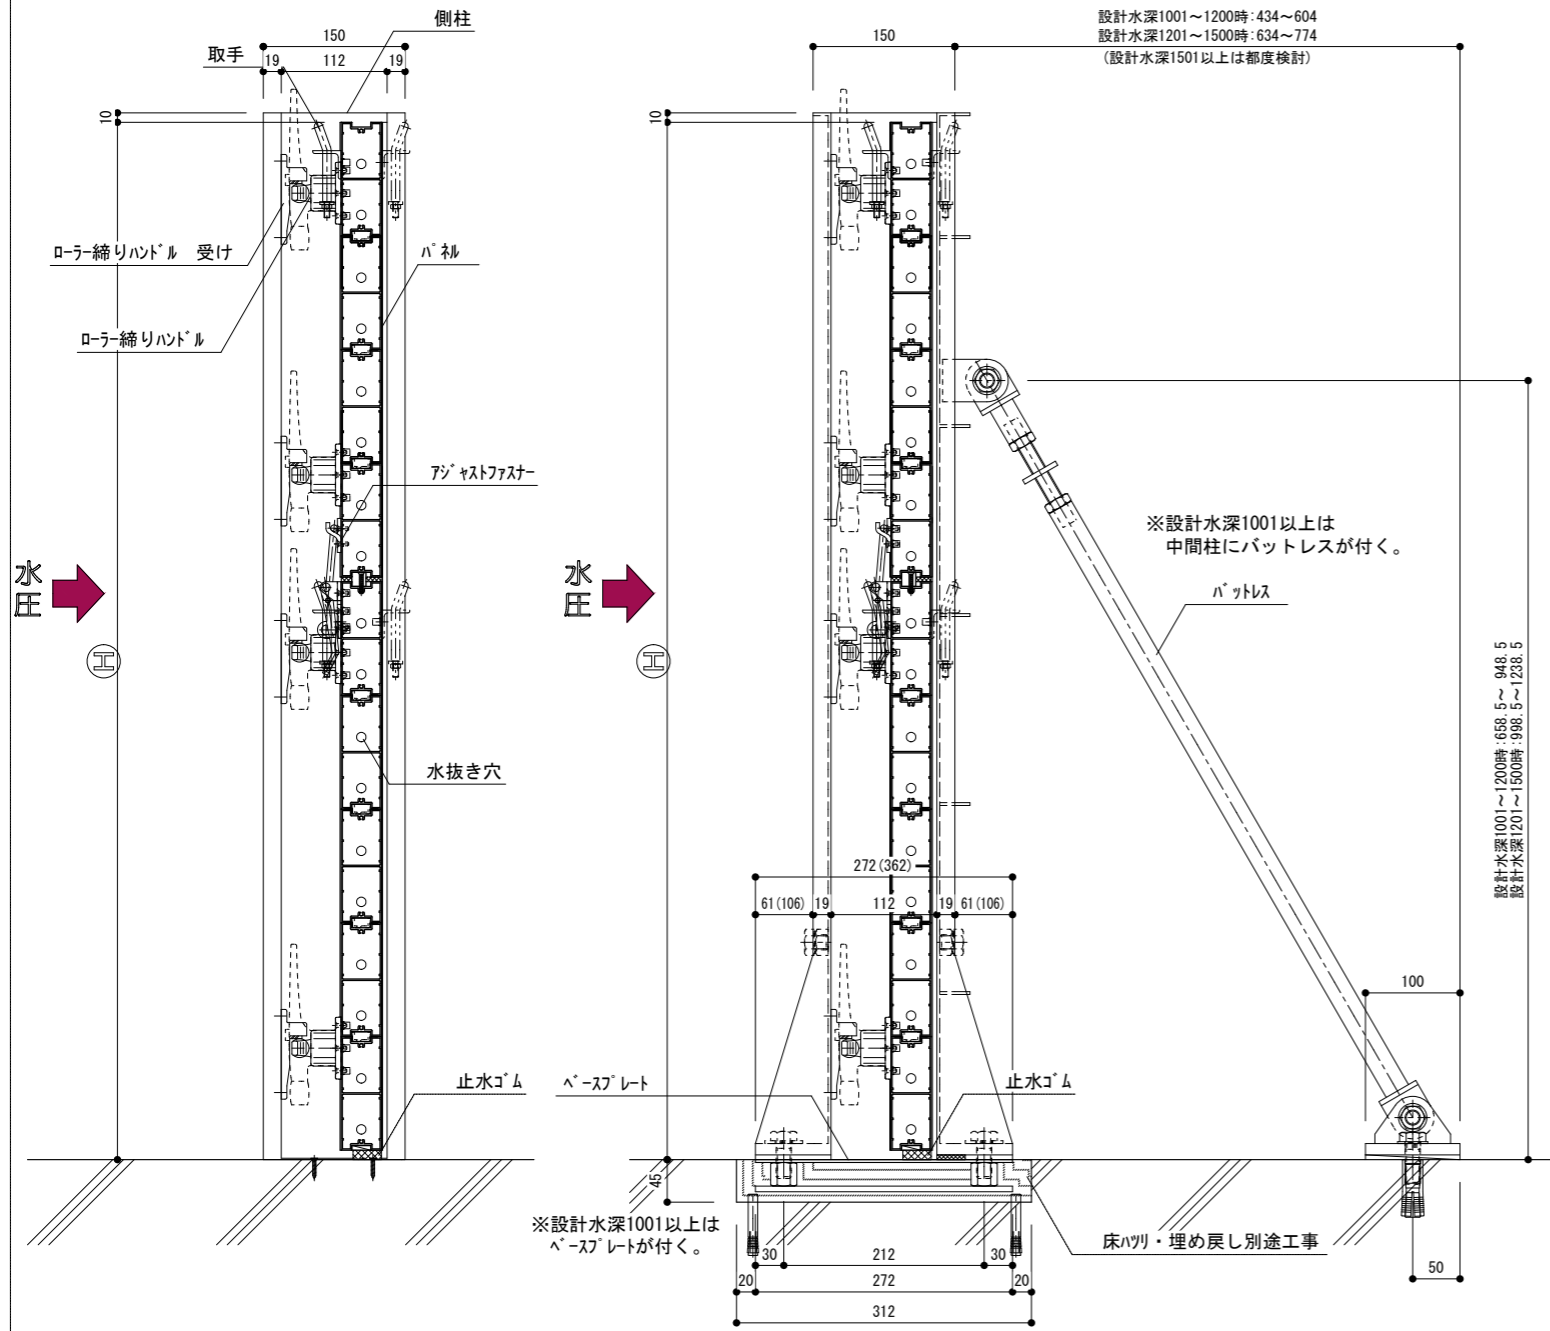 側柱
150
取手
19
112
19
10
ローラー締りハンドル 受け
パネル
ローラー締りハンドル
アジャストファスナー
水圧
エ
水抜き穴
止水ゴム
設計水深1001～1200時:434～604
設計水深1201～1500時:634～774
(設計水深1501以上は都度検討)
150
10
※設計水深1001以上は
中間柱にバットレスが付く。
バットレス
水圧
エ
設計水深1001～1200時:658.5～ 948.5
設計水深1201～1500時:998.5～1238.5
272(362)
61(106)
19
112
19
61(106)
100
ベースプレート
止水ゴム
45
※設計水深1001以上は
ベースプレートが付く。
床ハツリ・埋め戻し別途工事
30
212
30
50
20
272
20
312